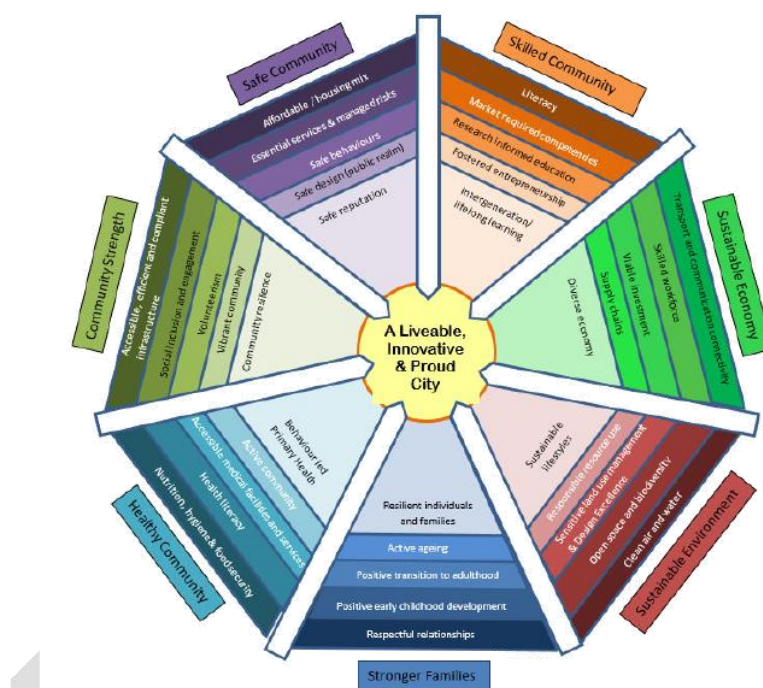 Safe Community
Affordable / housing mix
Essential services & managed risks
Safe behaviours
Safe design (public realm)
Safe reputation
Skilled Community
Literacy
Market required competencies
Research informed education
Fostered entrepreneurship
Intergeneration/
lifelong learning
Sustainable Economy
Transport and communication connectivity
Skilled workforce
Viable investment
Supply chains
Diverse economy
Sustainable Environment
Clean air and water
Open space and biodiversity
Sensitive land use management
& Design Excellence
Responsible resource use
Sustainable
lifestyles
Stronger Families
Respectful relationships
Positive early childhood development
Positive transition to adulthood
Active ageing
Resilient individuals
and families
Healthy Community
Nutrition, hygiene & food security
Health literacy
Accessible medical facilities and services
Active community
Behaviour led
Primary Health
Community Strength
Accessible, efficient and compliant
infrastructure
Social inclusion and engagement
Volunteerism
Vibrant community
Community resilence
A Liveable,
Innovative
& Proud
City